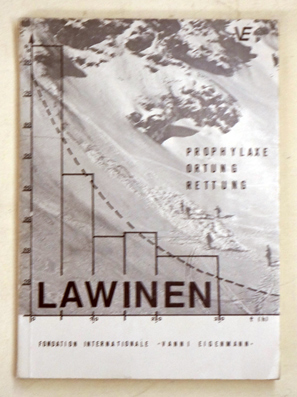 PROPHYLAXE
ORTUNG
RETTUNG
LAWINEN
FONDATION INTERNATIONALE «VANNI EIGENMANN»